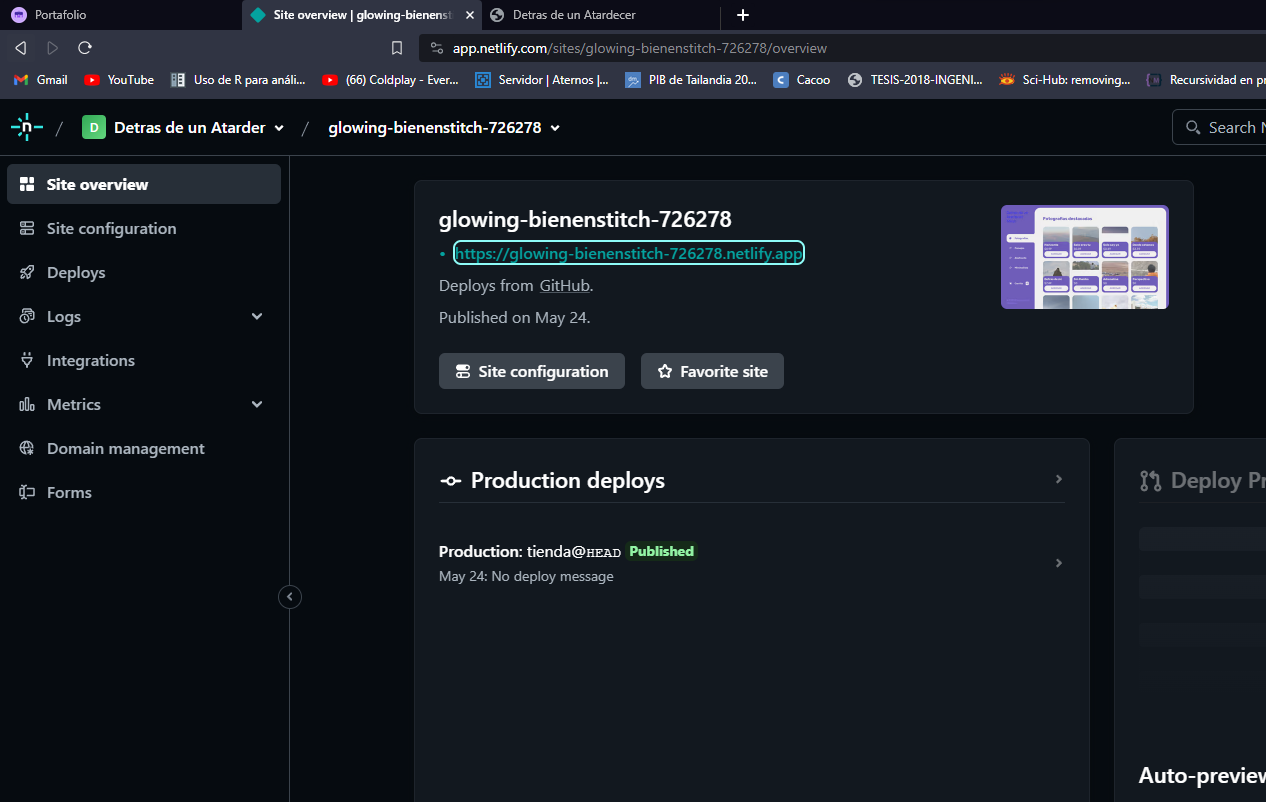 Portafolio
Site overview | glowing-bienenst
Detras de un Atardecer
app.netlify.com/sites/glowing-bienenstitch-726278/overview
Gmail
YouTube
Uso de R para análi...
(66) Coldplay - Ever...
Servidor | Aternos |...
PIB de Tailandia 20...
Cacoo
TESIS-2018-INGENI...
Sci-Hub: removing...
Recursividad en pr
/ D Detras de un Atarder / glowing-bienenstitch-726278
Search N
Site overview
Site configuration
Deploys
Logs
Integrations
Metrics
Domain management
Forms
glowing-bienenstitch-726278
https://glowing-bienenstitch-726278.netlify.app
Deploys from GitHub.
Published on May 24.
Site configuration
Favorite site
Fotografías destacadas
Production deploys
Production: tienda@HEAD Published
May 24: No deploy message
Deploy Pr
Auto-preview